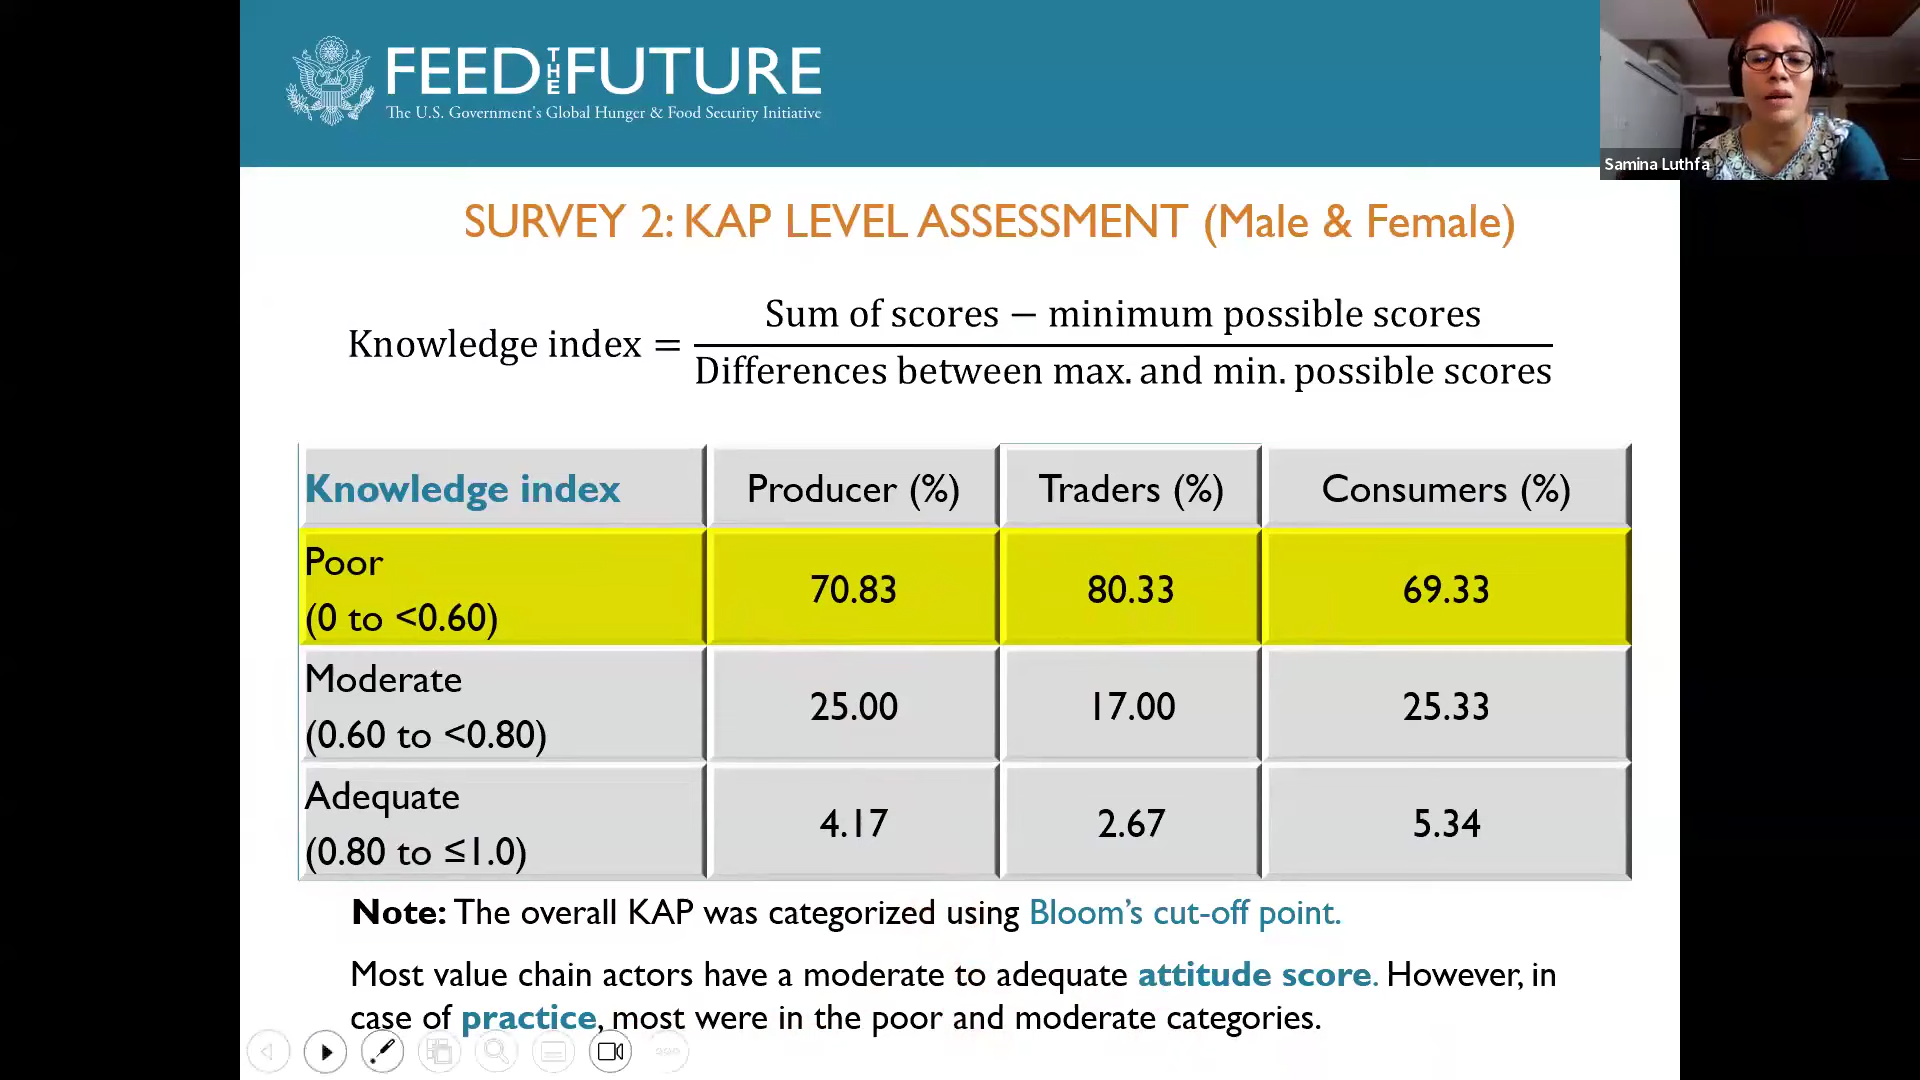 FEED THE FUTURE
The U.S. Government's Global Hunger & Food Security Initiative
Samina Luthfa
SURVEY 2: KAP LEVEL ASSESSMENT (Male & Female)
Knowledge index = Sum of scores − minimum possible scores
Differences between max. and min. possible scores
Knowledge index Producer (%) Traders (%) Consumers (%)
Poor
(0 to <0.60) 70.83 80.33 69.33
Moderate
(0.60 to <0.80) 25.00 17.00 25.33
Adequate
(0.80 to ≤1.0) 4.17 2.67 5.34
Note: The overall KAP was categorized using Bloom's cut-off point.
Most value chain actors have a moderate to adequate attitude score. However, in
case of practice, most were in the poor and moderate categories.